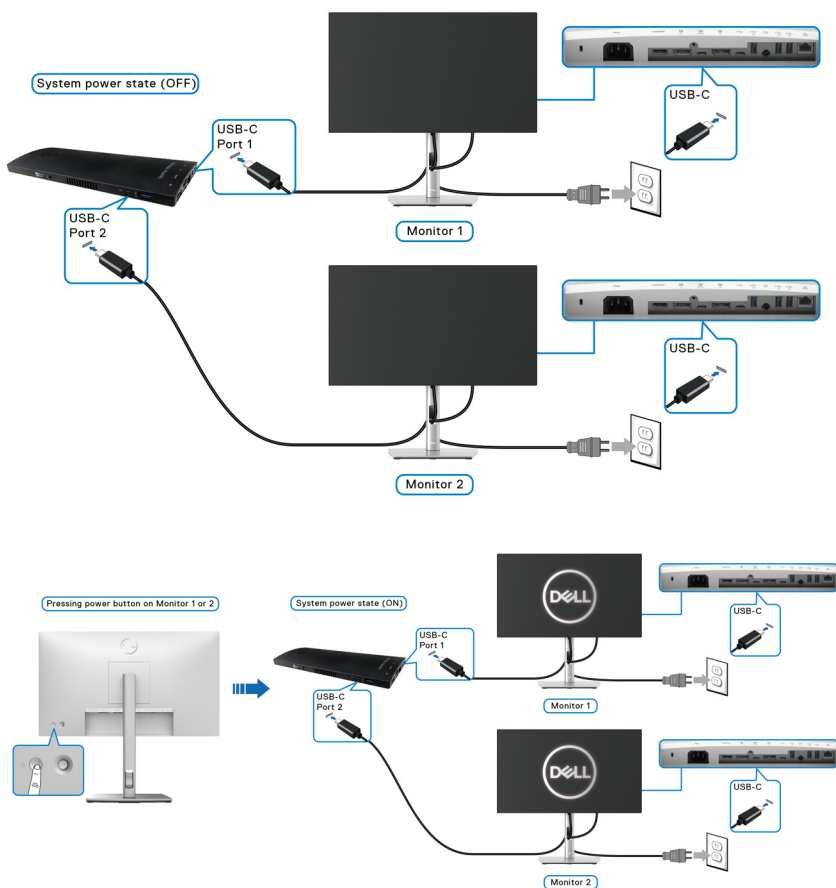 System power state (OFF)
USB-C
Port 1
USB-C
Monitor 1
USB-C
Port 2
USB-C
Monitor 2
Pressing power button on Monitor 1 or 2
System power state (ON)
DELL
USB-C
Port 1
USB-C
Monitor 1
USB-C
Port 2
DELL
USB-C
Monitor 2